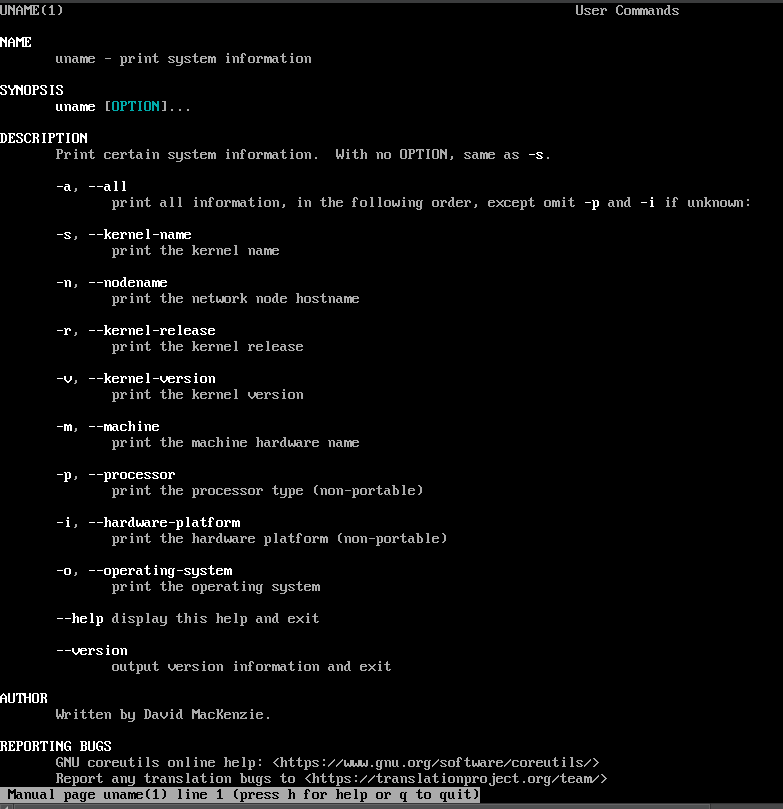 UNAME(1) User Commands
NAME
uname - print system information
SYNOPSIS
uname [OPTION]...
DESCRIPTION
Print certain system information. With no OPTION, same as -s.
-a, --all
print all information, in the following order, except omit -p and -i if unknown:
-s, --kernel-name
print the kernel name
-n, --nodename
print the network node hostname
-r, --kernel-release
print the kernel release
-v, --kernel-version
print the kernel version
-m, --machine
print the machine hardware name
-p, --processor
print the processor type (non-portable)
-i, --hardware-platform
print the hardware platform (non-portable)
-o, --operating-system
print the operating system
--help display this help and exit
--version
output version information and exit
AUTHOR
Written by David MacKenzie.
REPORTING BUGS
GNU coreutils online help: <https://www.gnu.org/software/coreutils/>
Report any translation bugs to <https://translationproject.org/team/>
Manual page uname(1) line 1 (press h for help or q to quit)